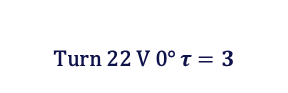 Turn 22 V 0° τ = 3